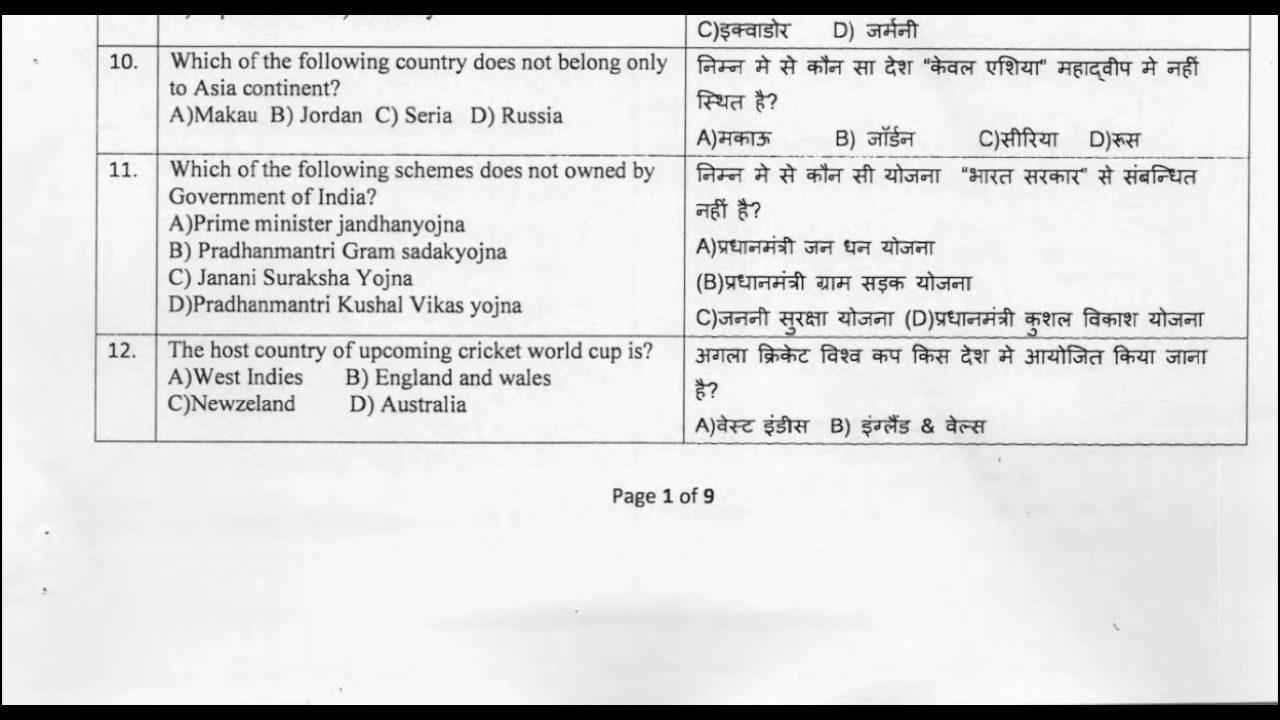 C)इक्वाडोर D) जर्मनी
10. Which of the following country does not belong only
to Asia continent?
A)Makau B) Jordan C) Seria D) Russia
निम्न मे से कौन सा देश "केवल एशिया" महाद्वीप मे नहीं
स्थित है?
A)मकाऊ B) जॉर्डन C)सीरिया D)रूस
11. Which of the following schemes does not owned by
Government of India?
A)Prime minister jandhanyojna
B) Pradhanmantri Gram sadakyojna
C) Janani Suraksha Yojna
D)Pradhanmantri Kushal Vikas yojna
निम्न मे से कौन सी योजना "भारत सरकार" से संबन्धित
नहीं है?
A)प्रधानमंत्री जन धन योजना
(B)प्रधानमंत्री ग्राम सड़क योजना
C)जननी सुरक्षा योजना (D)प्रधानमंत्री कुशल विकाश योजना
12. The host country of upcoming cricket world cup is?
A)West Indies B) England and wales
C)Newzeland D) Australia
अगला क्रिकेट विश्व कप किस देश मे आयोजित किया जाना
है?
A)वेस्ट इंडीस B) इंग्लैंड & वेल्स
Page 1 of 9